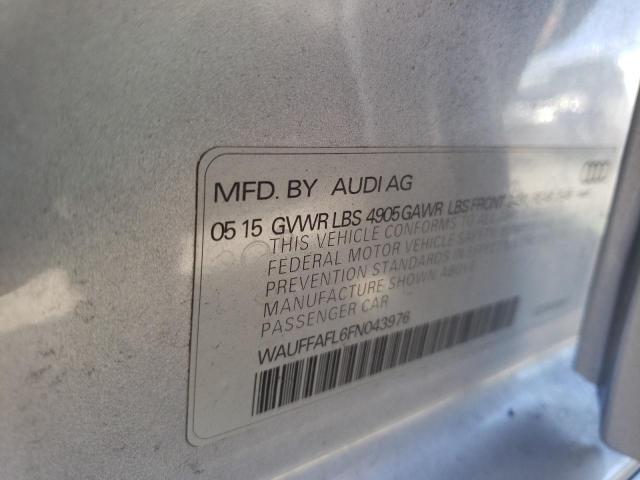 MFD. BY AUDI AG
05 15 GVWR LBS 4905 GAWR LBS FRONT
THIS VEHICLE CONFORMS
FEDERAL MOTOR VEHICLE
PREVENTION STANDARDS IN
MANUFACTURE SHOWN ABOVE
PASSENGER CAR
WAUFFAFL6FN043976